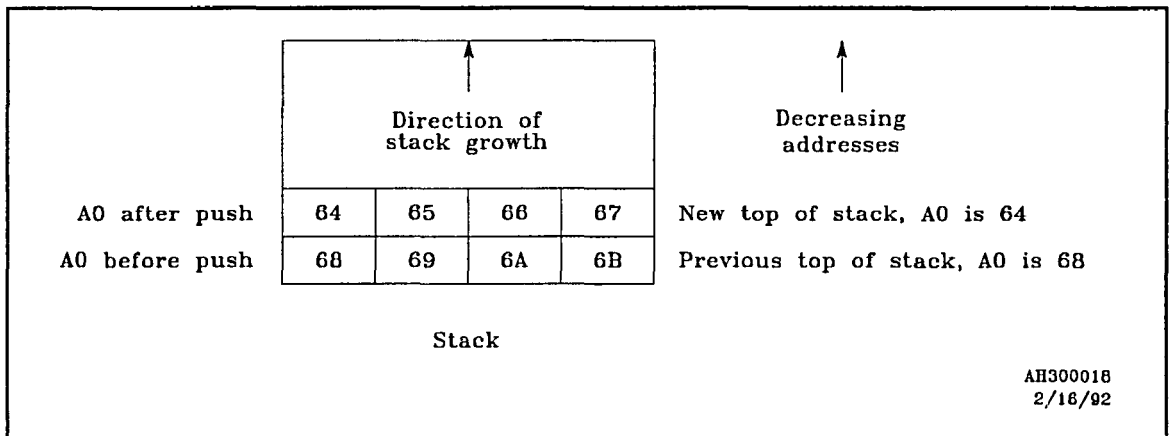 Direction of
stack growth
Decreasing
addresses
A0 after push 64 65 66 67 New top of stack, A0 is 64
A0 before push 68 69 6A 6B Previous top of stack, A0 is 68
Stack
AH300018
2/16/92